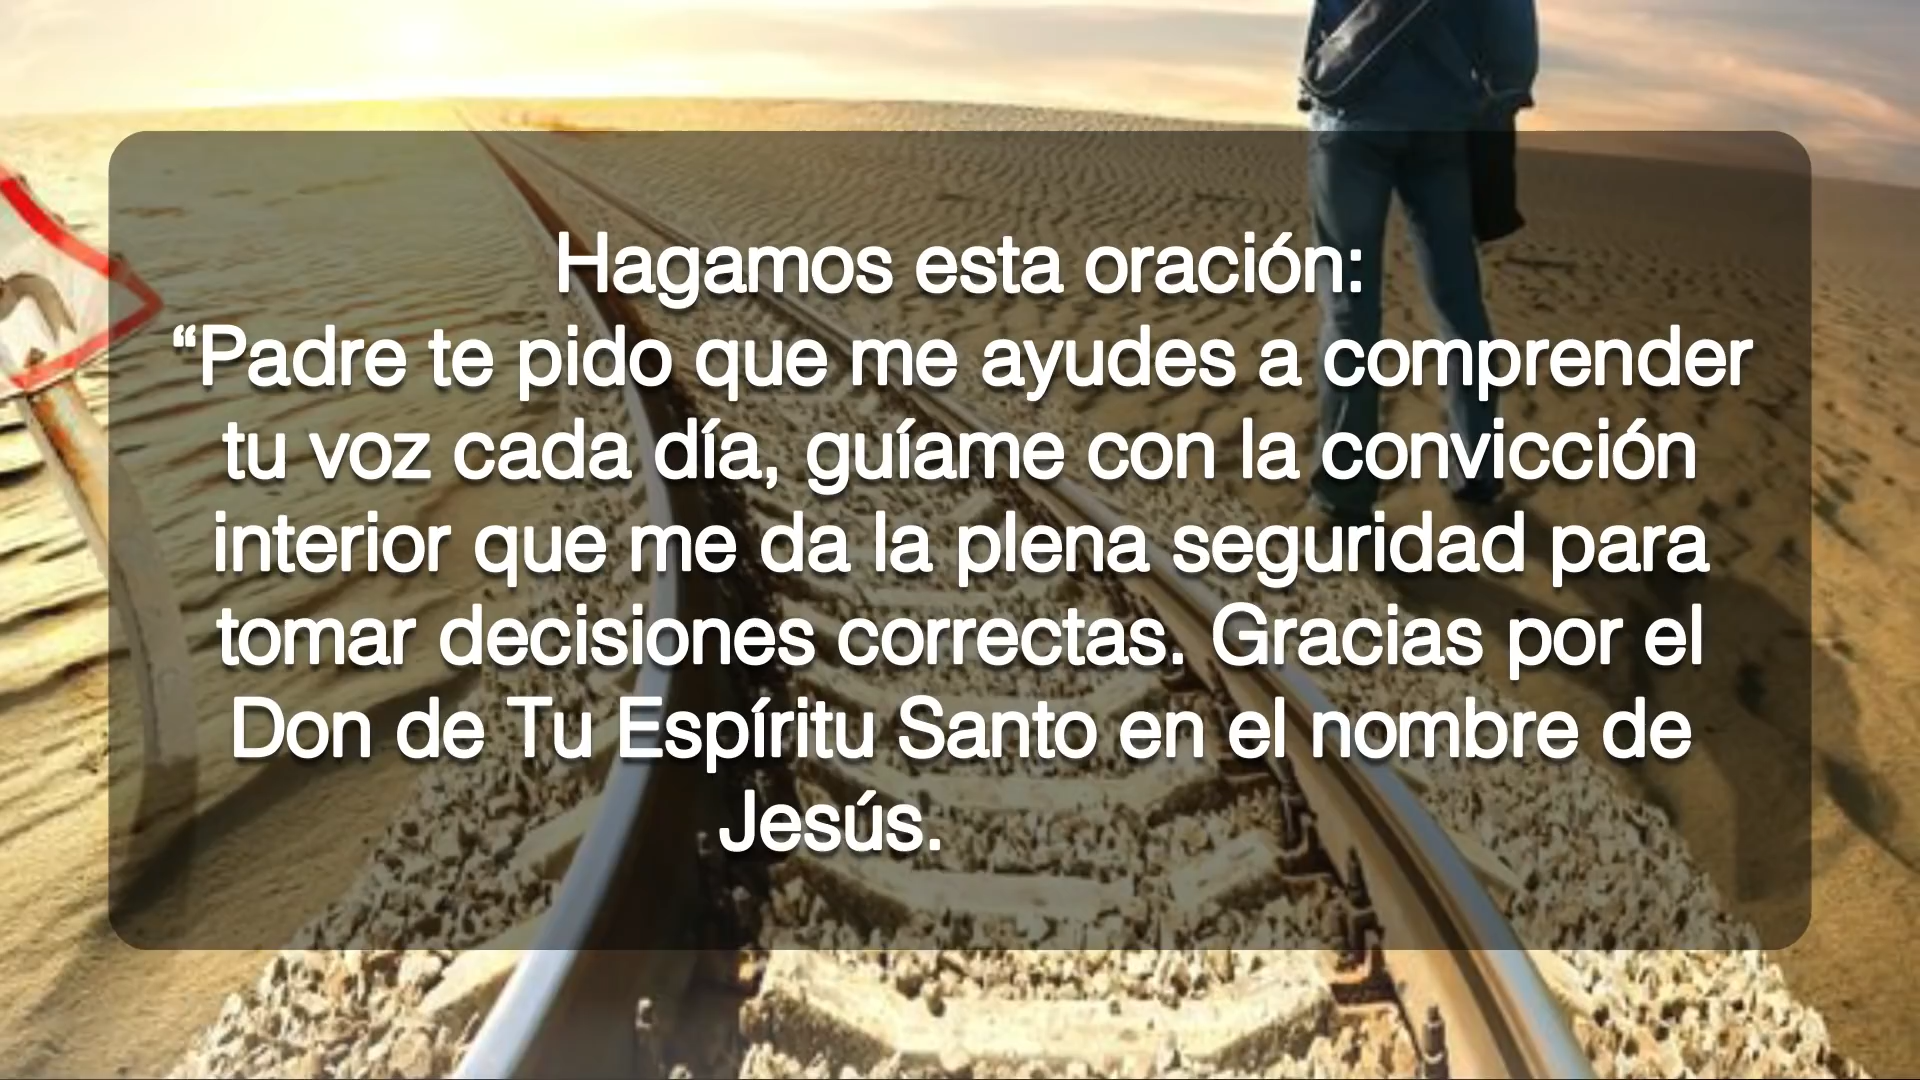 Hagamos esta oración:
“Padre te pido que me ayudes a comprender
tu voz cada día, guíame con la convicción
interior que me da la plena seguridad para
tomar decisiones correctas. Gracias por el
Don de Tu Espíritu Santo en el nombre de
Jesús.